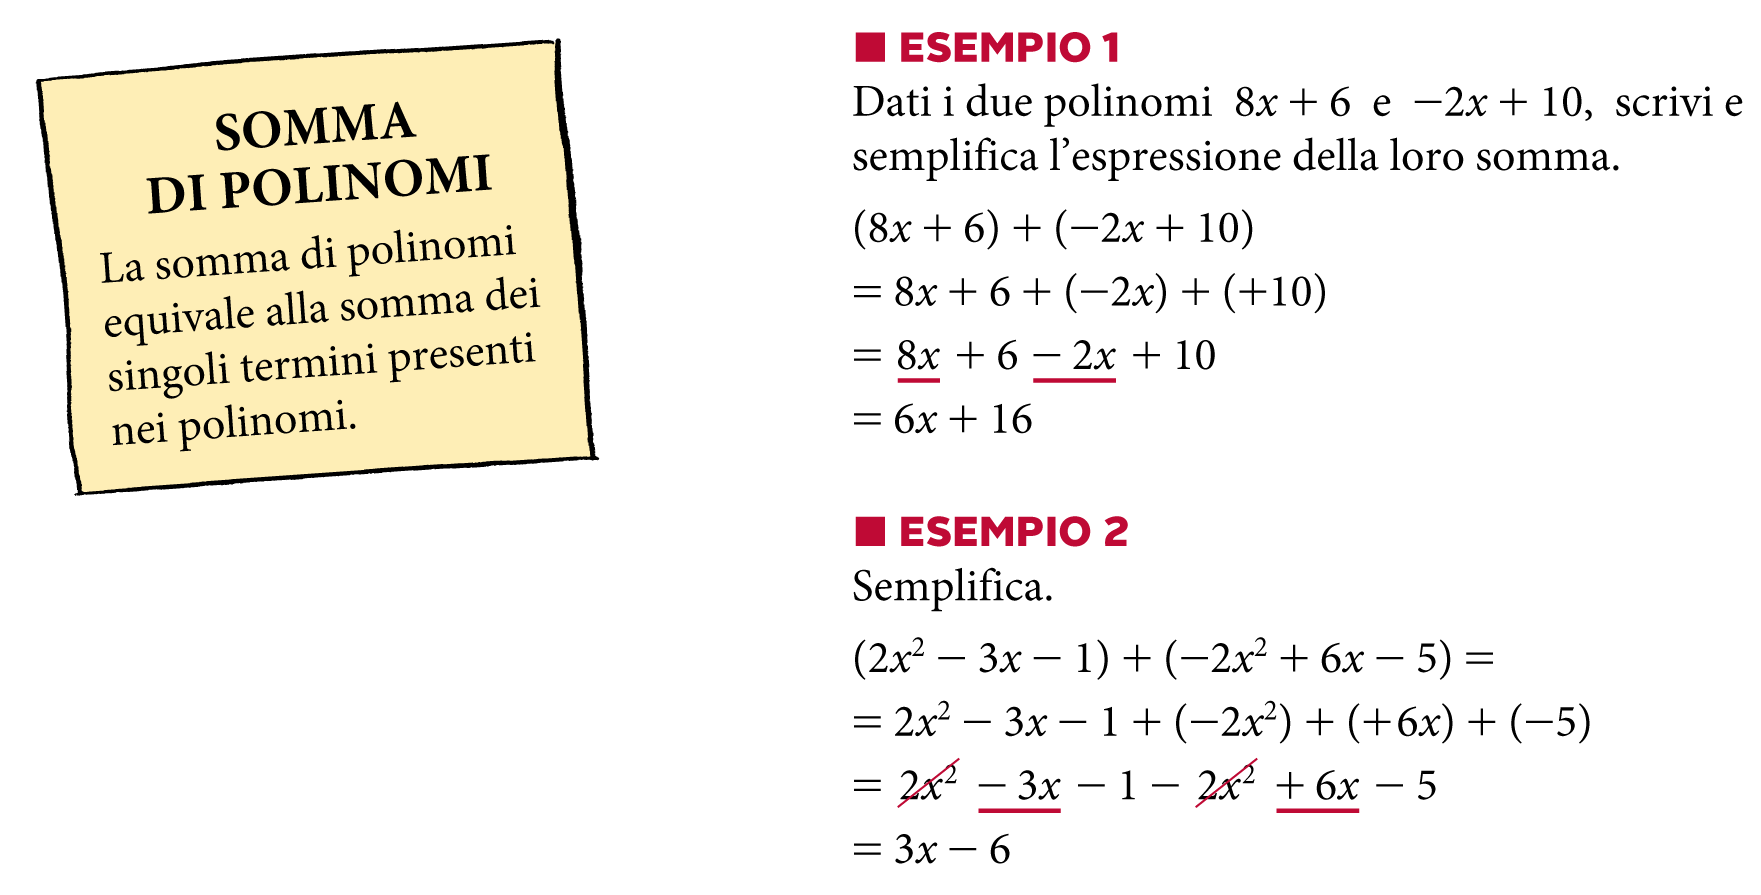 SOMMA
DI POLINOMI
La somma di polinomi
equivale alla somma dei
singoli termini presenti
nei polinomi.
■ ESEMPIO 1
Dati i due polinomi 8x + 6 e −2x + 10, scrivi e
semplifica l’espressione della loro somma.
(8x + 6) + (−2x + 10)
= 8x + 6 + (−2x) + (+10)
= 8x + 6 − 2x + 10
= 6x + 16
■ ESEMPIO 2
Semplifica.
(2x² − 3x − 1) + (−2x² + 6x − 5) =
= 2x² − 3x − 1 + (−2x²) + (+6x) + (−5)
= 2x² − 3x − 1 − 2x² + 6x − 5
= 3x − 6